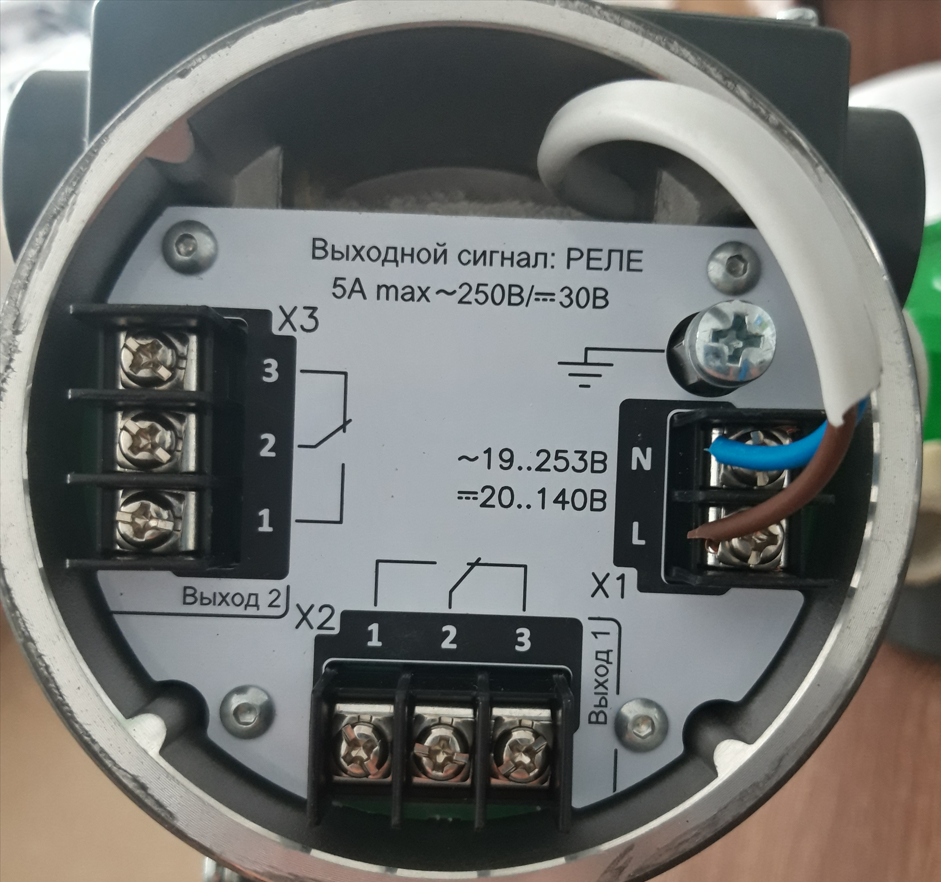 Выходной сигнал: РЕЛЕ
5А max ~250В/⎓30В
X3
3
2
1
Выход 2
~19..253В
⎓20..140В
N
L
X1
X2
1 2 3
Выход 1